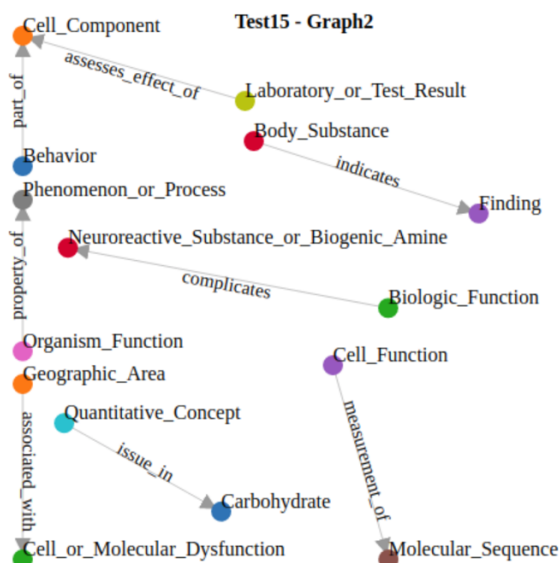 Test15 - Graph2
Cell_Component
assesses_effect_of
Laboratory_or_Test_Result
part_of
Body_Substance
Behavior
indicates
Phenomenon_or_Process
Finding
Neuroreactive_Substance_or_Biogenic_Amine
property_of
complicates
Biologic_Function
Organism_Function
Cell_Function
Geographic_Area
Quantitative_Concept
measurement_of
issue_in
associated_with
Carbohydrate
Cell_or_Molecular_Dysfunction
Molecular_Sequence